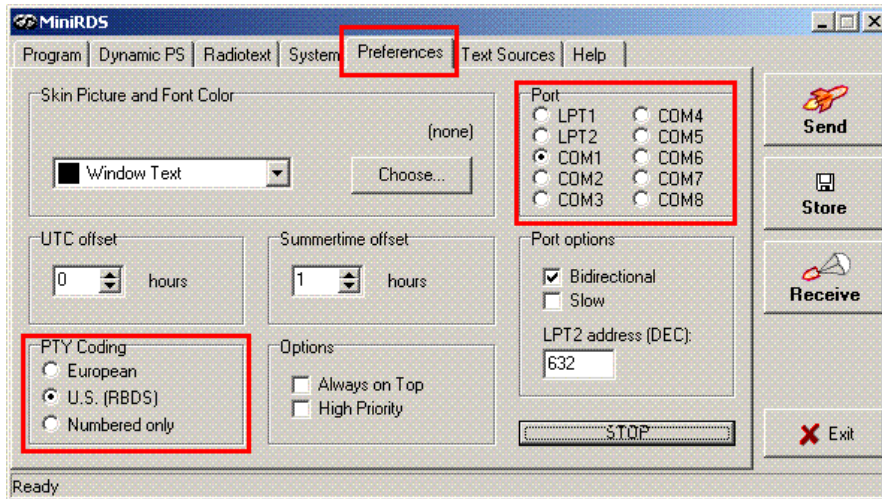 MiniRDS
Program Dynamic PS Radiotext System Preferences Text Sources Help
Skin Picture and Font Color
(none)
Window Text
Choose...
Port
LPT1 COM4
LPT2 COM5
COM1 COM6
COM2 COM7
COM3 COM8
Send
Store
Receive
UTC offset
0 hours
Summertime offset
1 hours
Port options
Bidirectional
Slow
LPT2 address (DEC):
632
PTY Coding
European
U.S. (RBDS)
Numbered only
Options
Always on Top
High Priority
STOP
Exit
Ready